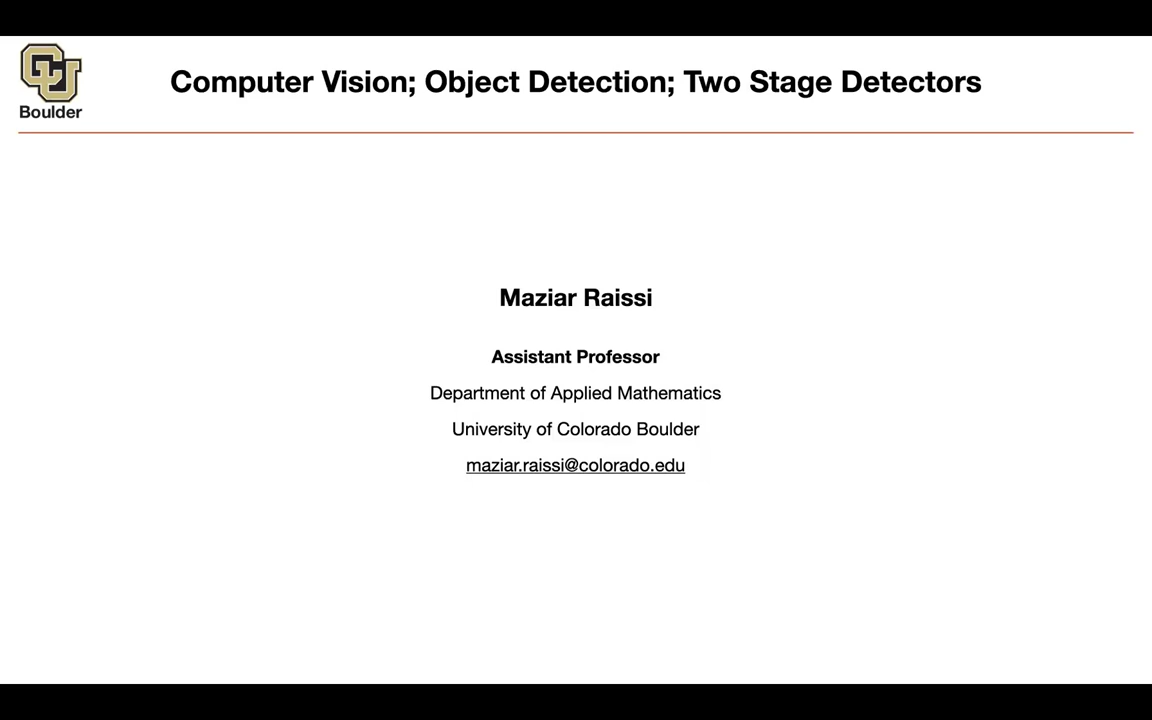 CU
Boulder
Computer Vision; Object Detection; Two Stage Detectors
Maziar Raissi
Assistant Professor
Department of Applied Mathematics
University of Colorado Boulder
maziar.raissi@colorado.edu